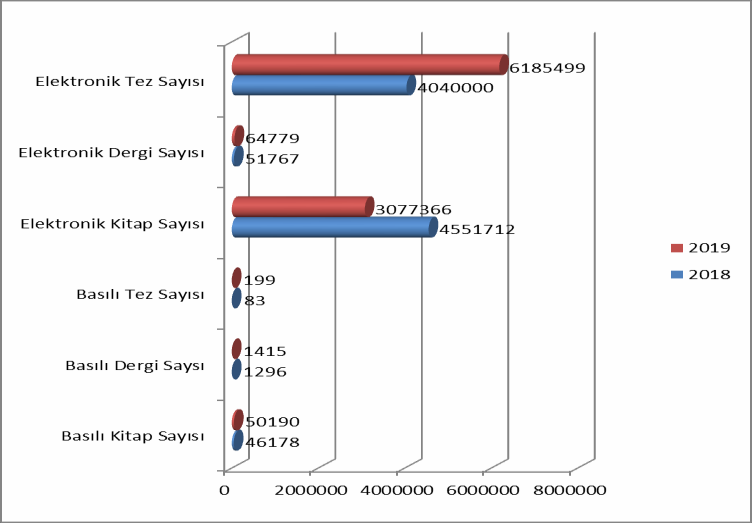 Elektronik Tez Sayısı
6185499
4040000
Elektronik Dergi Sayısı
64779
51767
Elektronik Kitap Sayısı
3077366
4551712
Basılı Tez Sayısı
199
83
Basılı Dergi Saysı
1415
1296
Basılı Kitap Sayısı
50190
46178
0 2000000 4000000 6000000 8000000
2019
2018